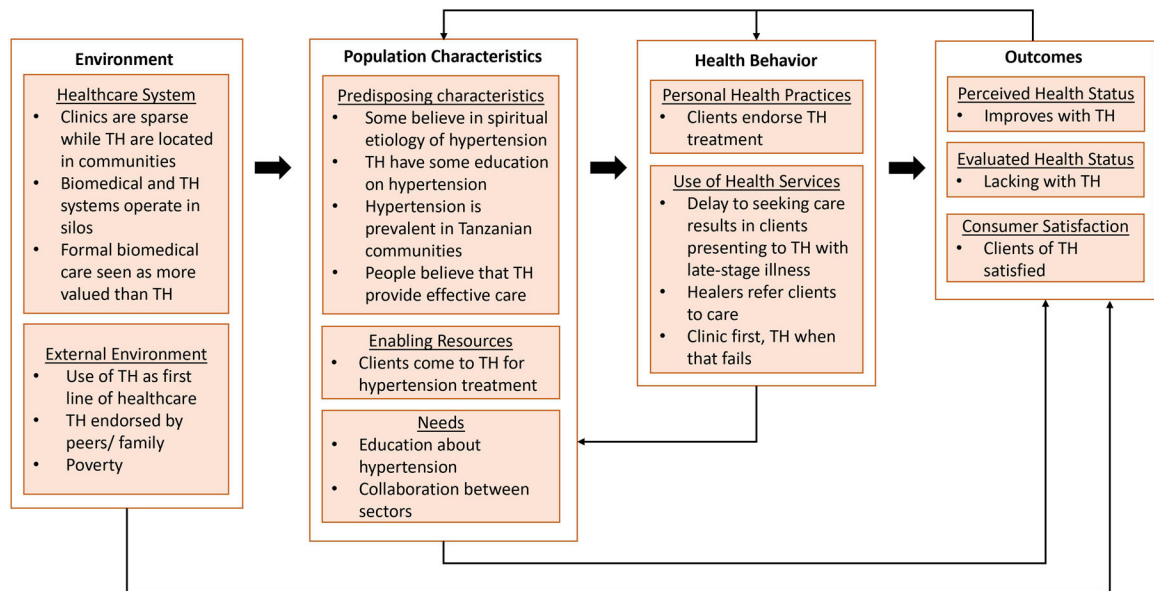 Environment
Healthcare System
• Clinics are sparse
while TH are located
in communities
• Biomedical and TH
systems operate in
silos
• Formal biomedical
care seen as more
valued than TH
External Environment
• Use of TH as first
line of healthcare
• TH endorsed by
peers/ family
• Poverty
Population Characteristics
Predisposing characteristics
• Some believe in spiritual
etiology of hypertension
• TH have some education
on hypertension
• Hypertension is
prevalent in Tanzanian
communities
• People believe that TH
provide effective care
Enabling Resources
• Clients come to TH for
hypertension treatment
Needs
• Education about
hypertension
• Collaboration between
sectors
Health Behavior
Personal Health Practices
• Clients endorse TH
treatment
Use of Health Services
• Delay to seeking care
results in clients
presenting to TH with
late-stage illness
• Healers refer clients
to care
• Clinic first, TH when
that fails
Outcomes
Perceived Health Status
• Improves with TH
Evaluated Health Status
• Lacking with TH
Consumer Satisfaction
• Clients of TH
satisfied